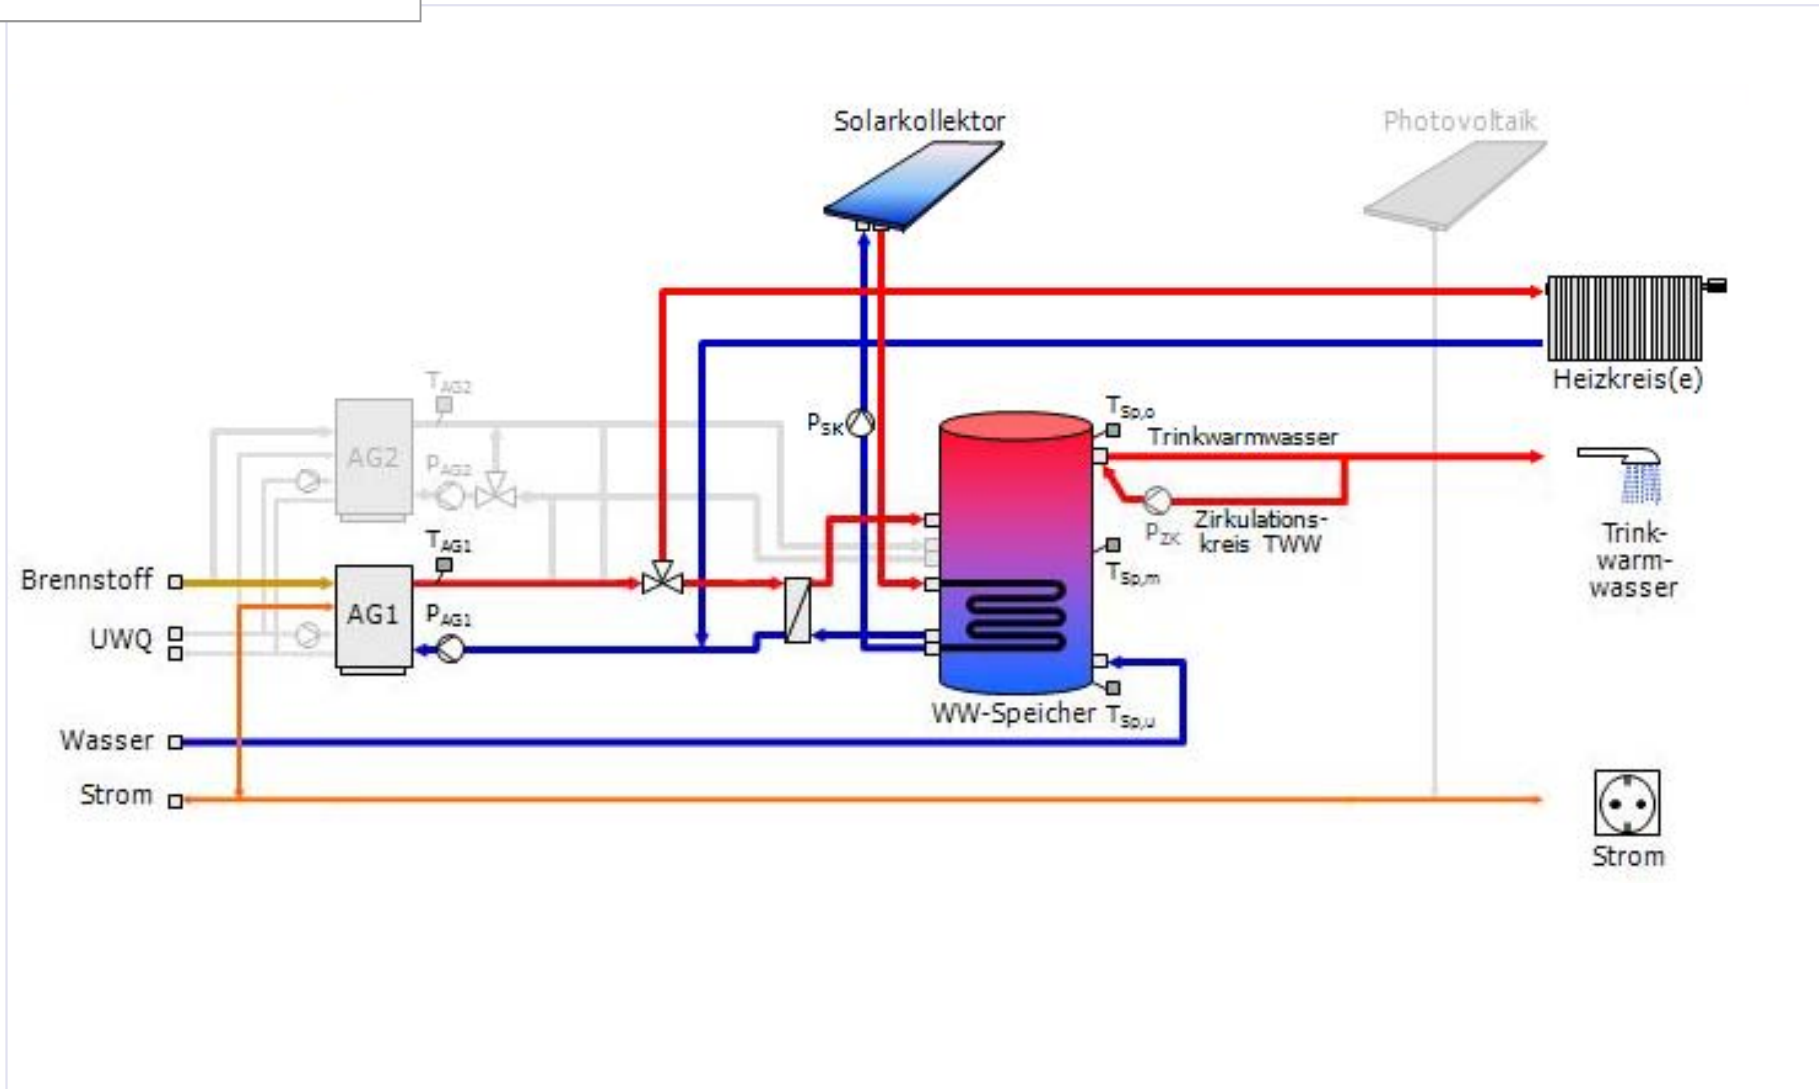 Solarkollektor
Photovoltaik
Heizkreis(e)
T_AG2
AG2
P_AG2
P_SK
T_Sp,o
Trinkwarmwasser
P_ZK
Zirkulations-
kreis TWW
Trink-
warm-
wasser
T_AG1
Brennstoff
AG1
P_AG1
UWQ
T_Sp,m
WW-Speicher
T_Sp,u
Wasser
Strom
Strom